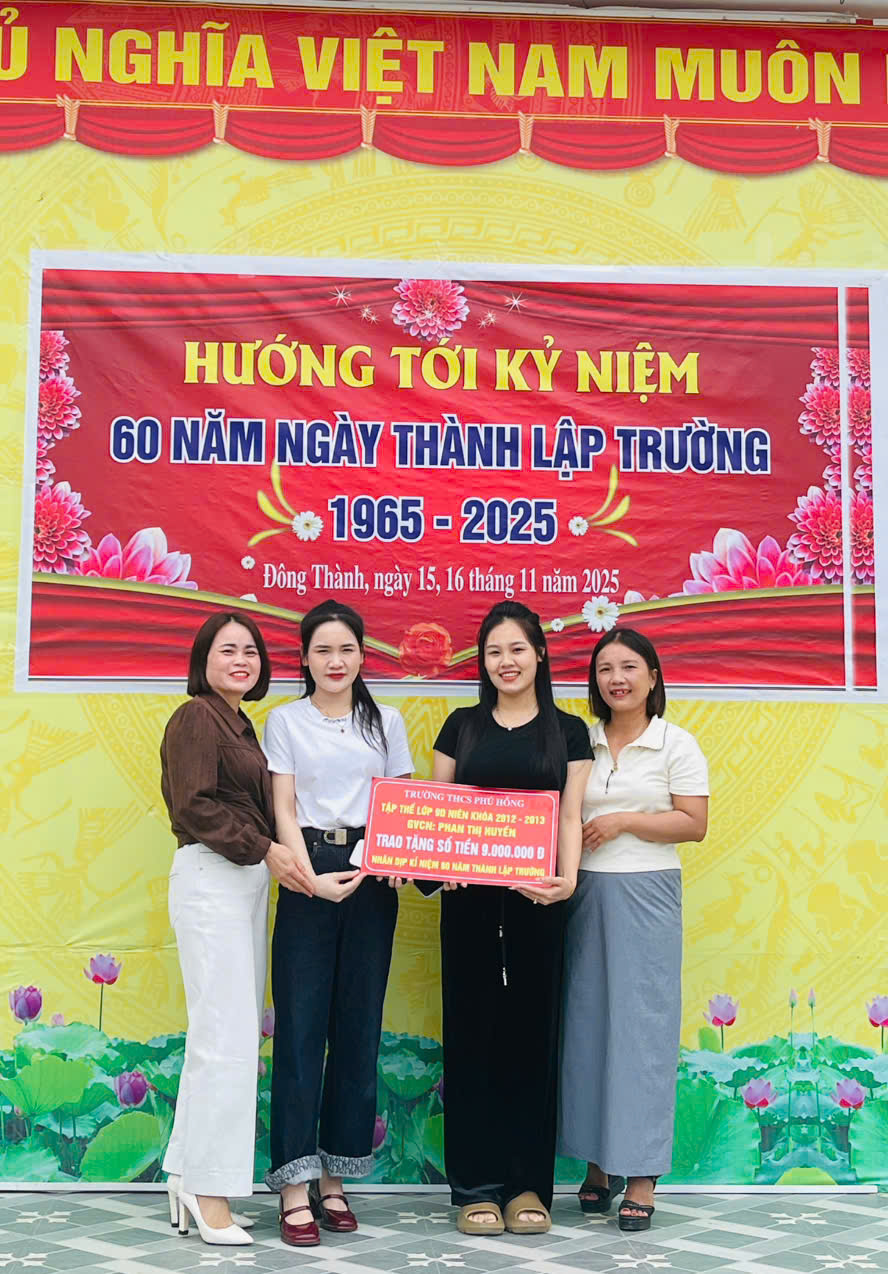 Ủ NGHĨA VIỆT NAM MUÔN
HƯỚNG TỚI KỶ NIỆM
60 NĂM NGÀY THÀNH LẬP TRƯỜNG
1965 - 2025
Đông Thành, ngày 15, 16 tháng 11 năm 2025
TRƯỜNG THCS PHÚ HỒNG
TẬP THỂ LỚP 9D NIÊN KHÓA 2012 - 2013
GVCN: PHAN THỊ HUYỀN
TRAO TẶNG SỐ TIỀN 9.000.000 Đ
NHÂN DỊP KỈ NIỆM 60 NĂM THÀNH LẬP TRƯỜNG